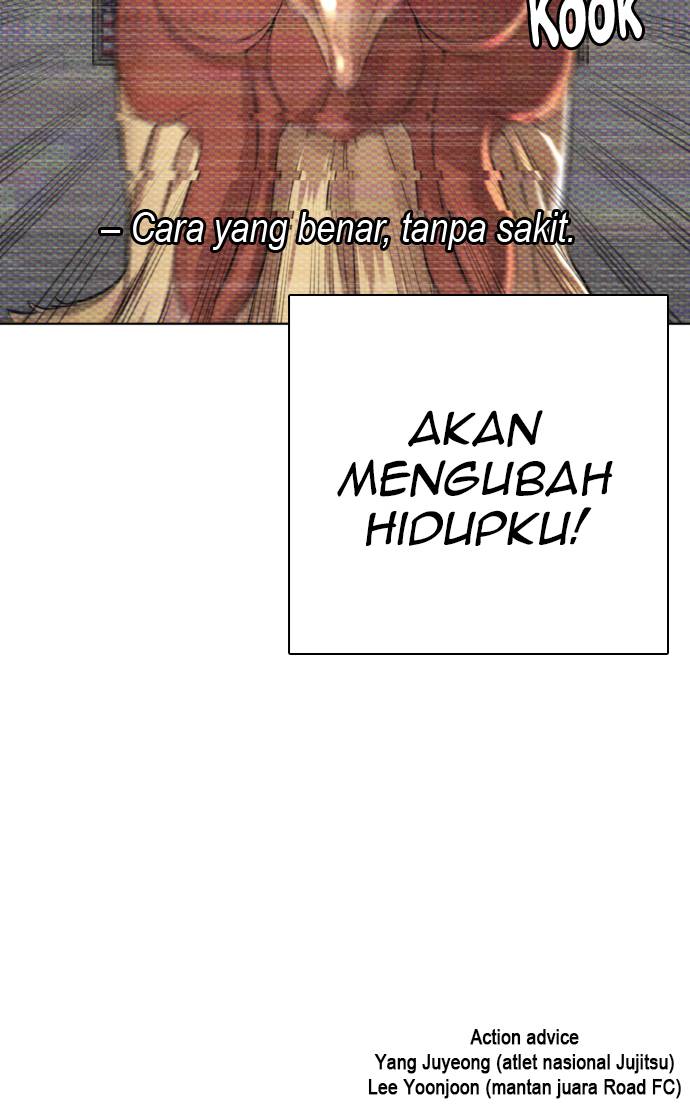 KOOK
– Cara yang benar, tanpa sakit.
AKAN
MENGUBAH
HIDUPKU!
Action advice
Yang Juyeong (atlet nasional Jujitsu)
Lee Yoonjoon (mantan juara Road FC)